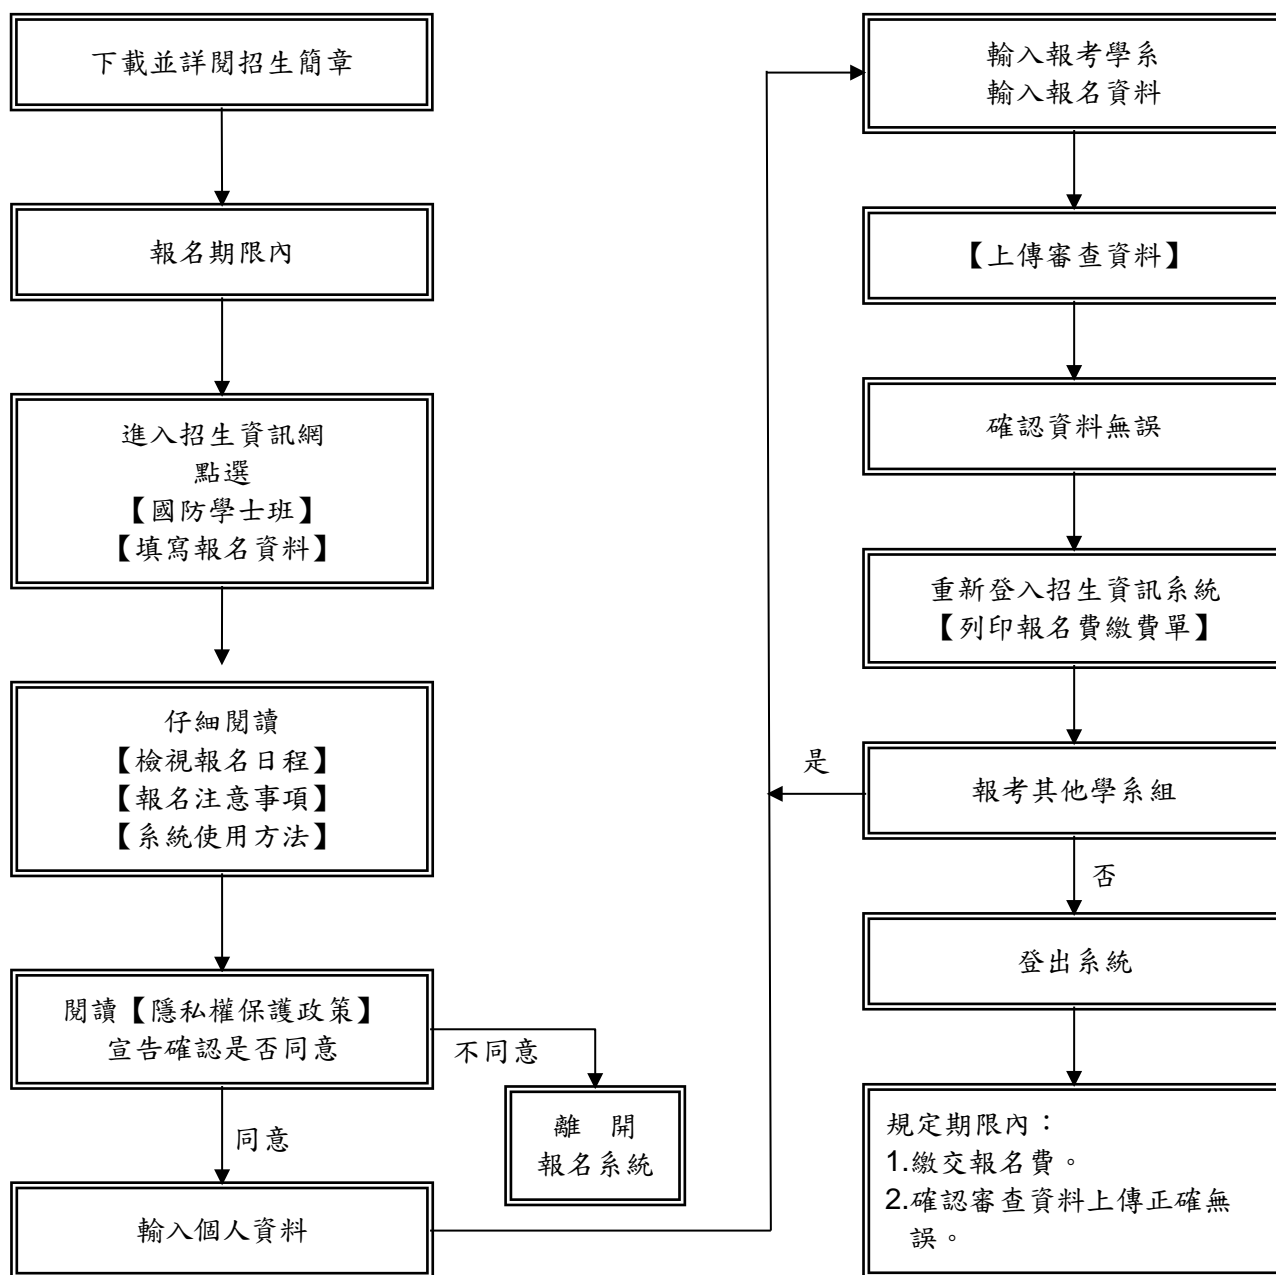 下載並詳閱招生簡章
報名期限內
進入招生資訊網
點選
【國防學士班】
【填寫報名資料】
仔細閱讀
【檢視報名日程】
【報名注意事項】
【系統使用方法】
閱讀【隱私權保護政策】
宣告確認是否同意
不同意
離 開
報名系統
同意
輸入個人資料
輸入報考學系
輸入報名資料
【上傳審查資料】
確認資料無誤
重新登入招生資訊系統
【列印報名費繳費單】
是
報考其他學系組
否
登出系統
規定期限內：
1.繳交報名費。
2.確認審查資料上傳正確無
誤。